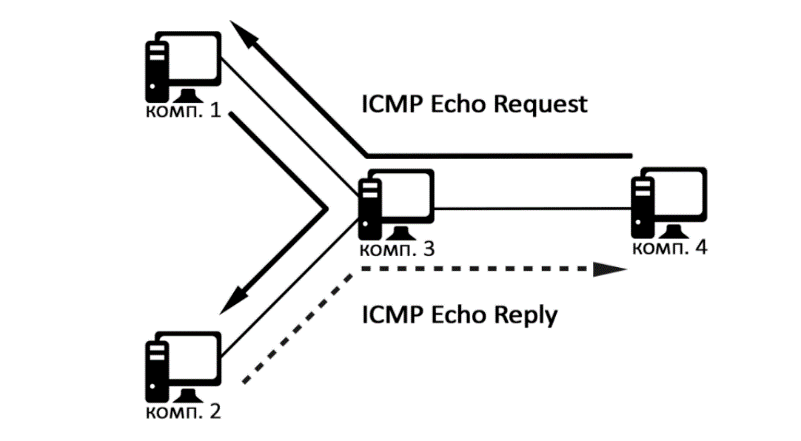 комп. 1
ICMP Echo Request
комп. 3
комп. 4
ICMP Echo Reply
комп. 2